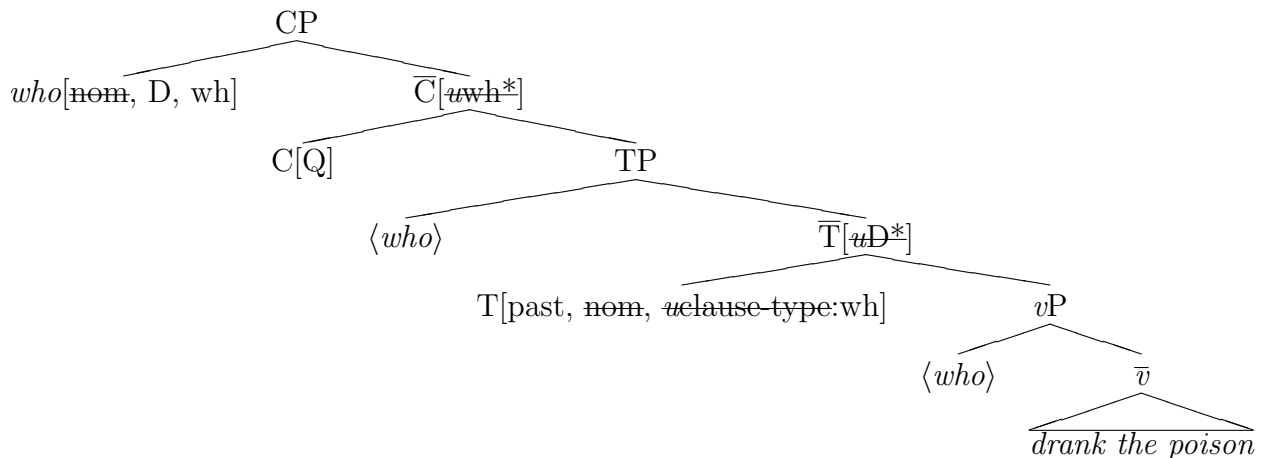 CP
who[nom, D, wh] C̅[uwh*]
C[Q] TP
⟨who⟩ T̅[uD*]
T[past, nom, uclause-type:wh] vP
⟨who⟩ v̅
drank the poison